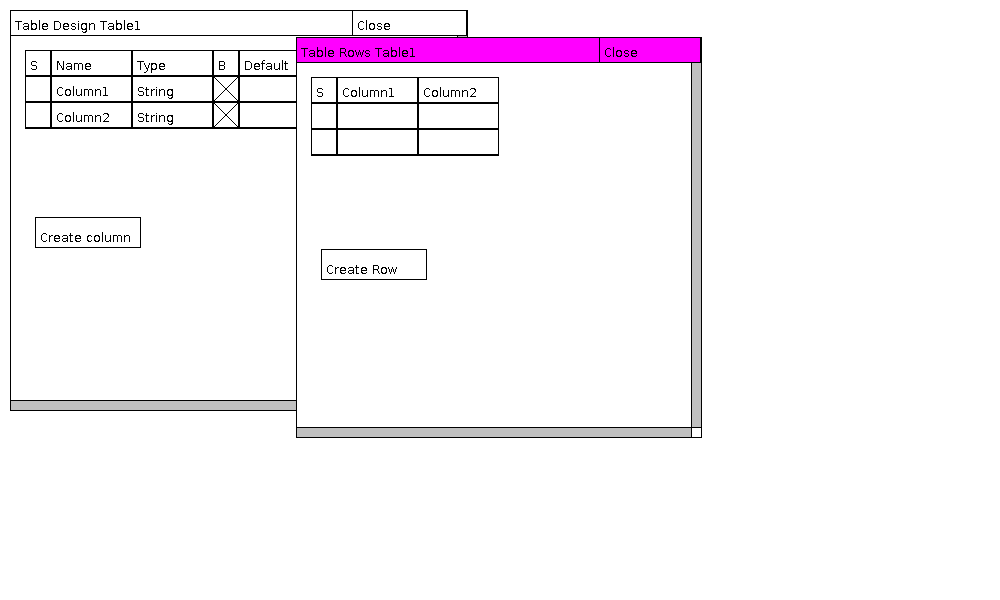 Table Design Table1 Close
S Name Type B Default
Column1 String
Column2 String
Create column
Table Rows Table1 Close
S Column1 Column2
Create Row